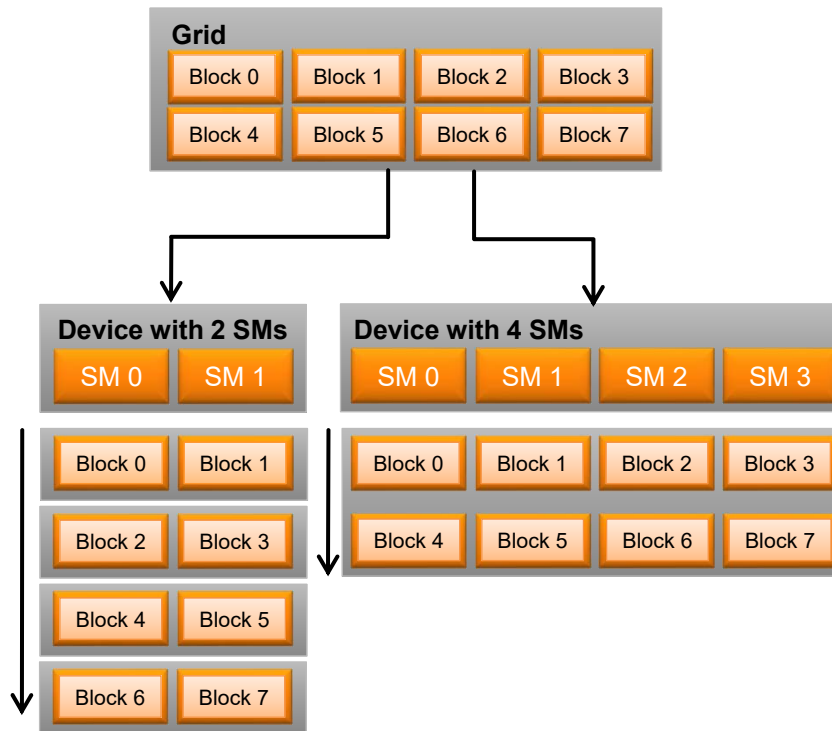 Grid
Block 0 Block 1 Block 2 Block 3
Block 4 Block 5 Block 6 Block 7
Device with 2 SMs
SM 0 SM 1
Block 0 Block 1
Block 2 Block 3
Block 4 Block 5
Block 6 Block 7
Device with 4 SMs
SM 0 SM 1 SM 2 SM 3
Block 0 Block 1 Block 2 Block 3
Block 4 Block 5 Block 6 Block 7